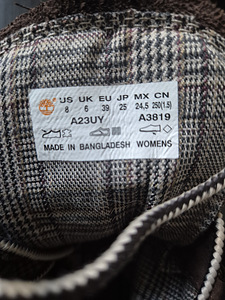 US UK EU JP MX CN
8 6 39 25 24,5 250(1.5)
A23UY A3819
MADE IN BANGLADESH WOMENS